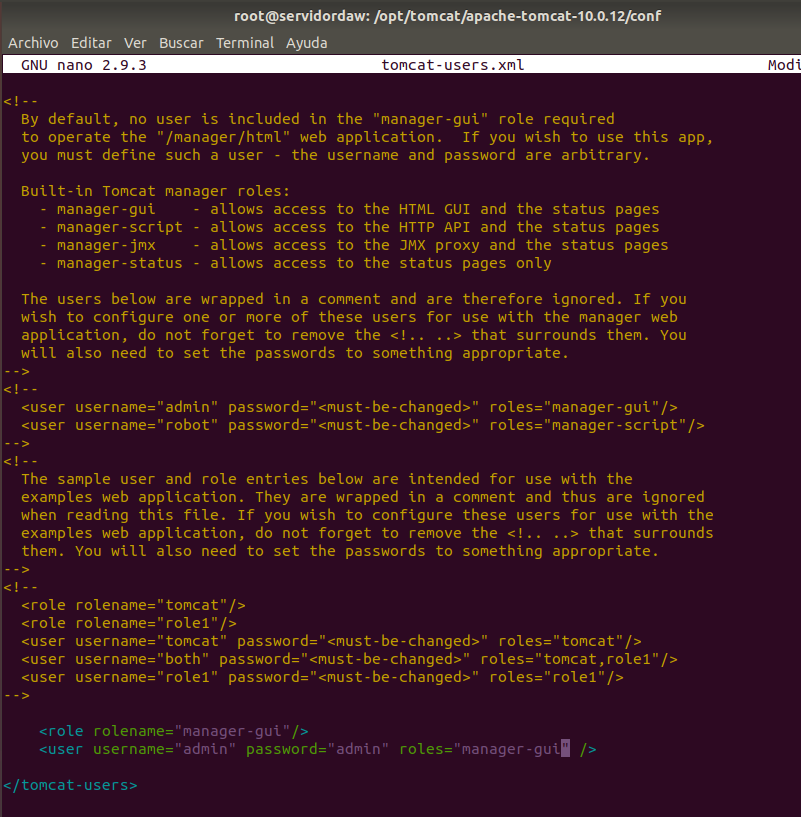 root@servidordaw: /opt/tomcat/apache-tomcat-10.0.12/conf
Archivo Editar Ver Buscar Terminal Ayuda
GNU nano 2.9.3 tomcat-users.xml Modi
<!--
  By default, no user is included in the "manager-gui" role required
  to operate the "/manager/html" web application.  If you wish to use this app,
  you must define such a user - the username and password are arbitrary.
  Built-in Tomcat manager roles:
    - manager-gui    - allows access to the HTML GUI and the status pages
    - manager-script - allows access to the HTTP API and the status pages
    - manager-jmx    - allows access to the JMX proxy and the status pages
    - manager-status - allows access to the status pages only
  The users below are wrapped in a comment and are therefore ignored. If you
  wish to configure one or more of these users for use with the manager web
  application, do not forget to remove the <!.. ..> that surrounds them. You
  will also need to set the passwords to something appropriate.
-->
<!--
  <user username="admin" password="<must-be-changed>" roles="manager-gui"/>
  <user username="robot" password="<must-be-changed>" roles="manager-script"/>
-->
<!--
  The sample user and role entries below are intended for use with the
  examples web application. They are wrapped in a comment and thus are ignored
  when reading this file. If you wish to configure these users for use with the
  examples web application, do not forget to remove the <!.. ..> that surrounds
  them. You will also need to set the passwords to something appropriate.
-->
<!--
  <role rolename="tomcat"/>
  <role rolename="role1"/>
  <user username="tomcat" password="<must-be-changed>" roles="tomcat"/>
  <user username="both" password="<must-be-changed>" roles="tomcat,role1"/>
  <user username="role1" password="<must-be-changed>" roles="role1"/>
-->
    <role rolename="manager-gui"/>
    <user username="admin" password="admin" roles="manager-gui" />
</tomcat-users>